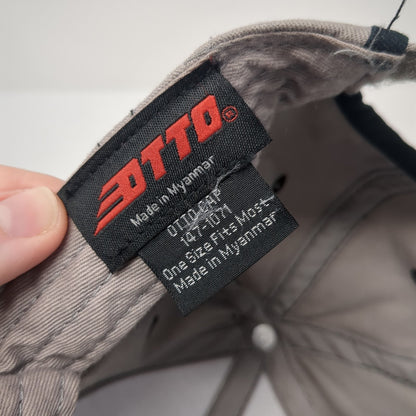 OTTO®
Made in Myanmar
OTTO CAP
147-1071
One Size Fits Most
Made in Myanmar